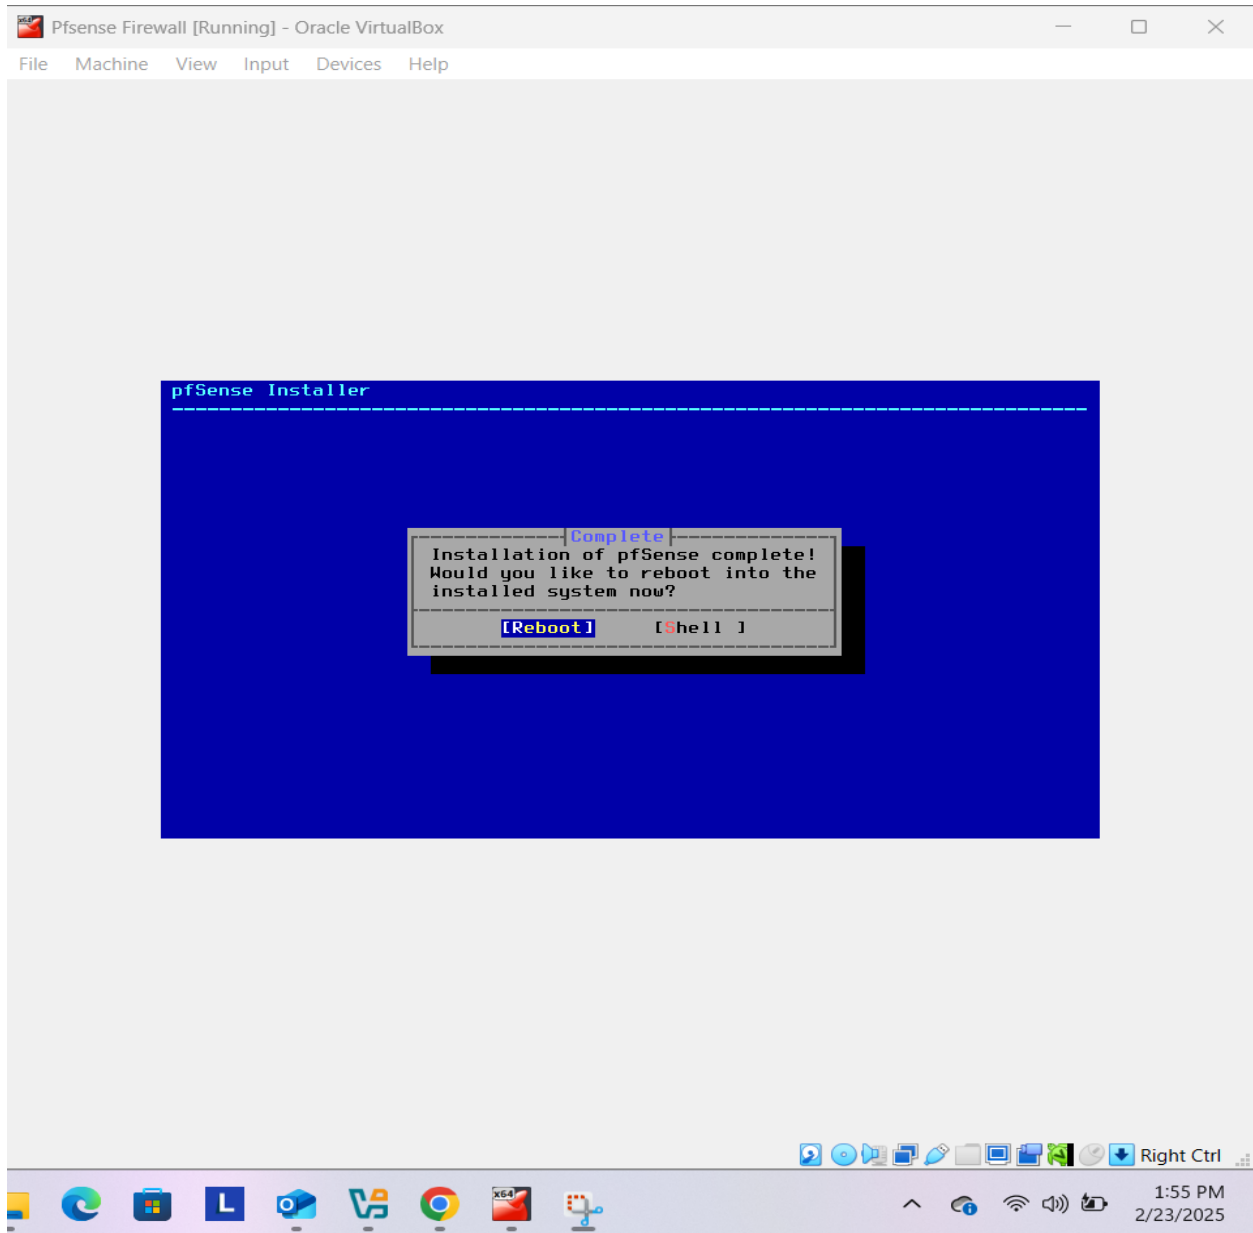 Pfsense Firewall [Running] - Oracle VirtualBox
File Machine View Input Devices Help
pfSense Installer
Complete
Installation of pfSense complete!
Would you like to reboot into the
installed system now?
[Reboot] [Shell ]
Right Ctrl
L
x64
1:55 PM
2/23/2025